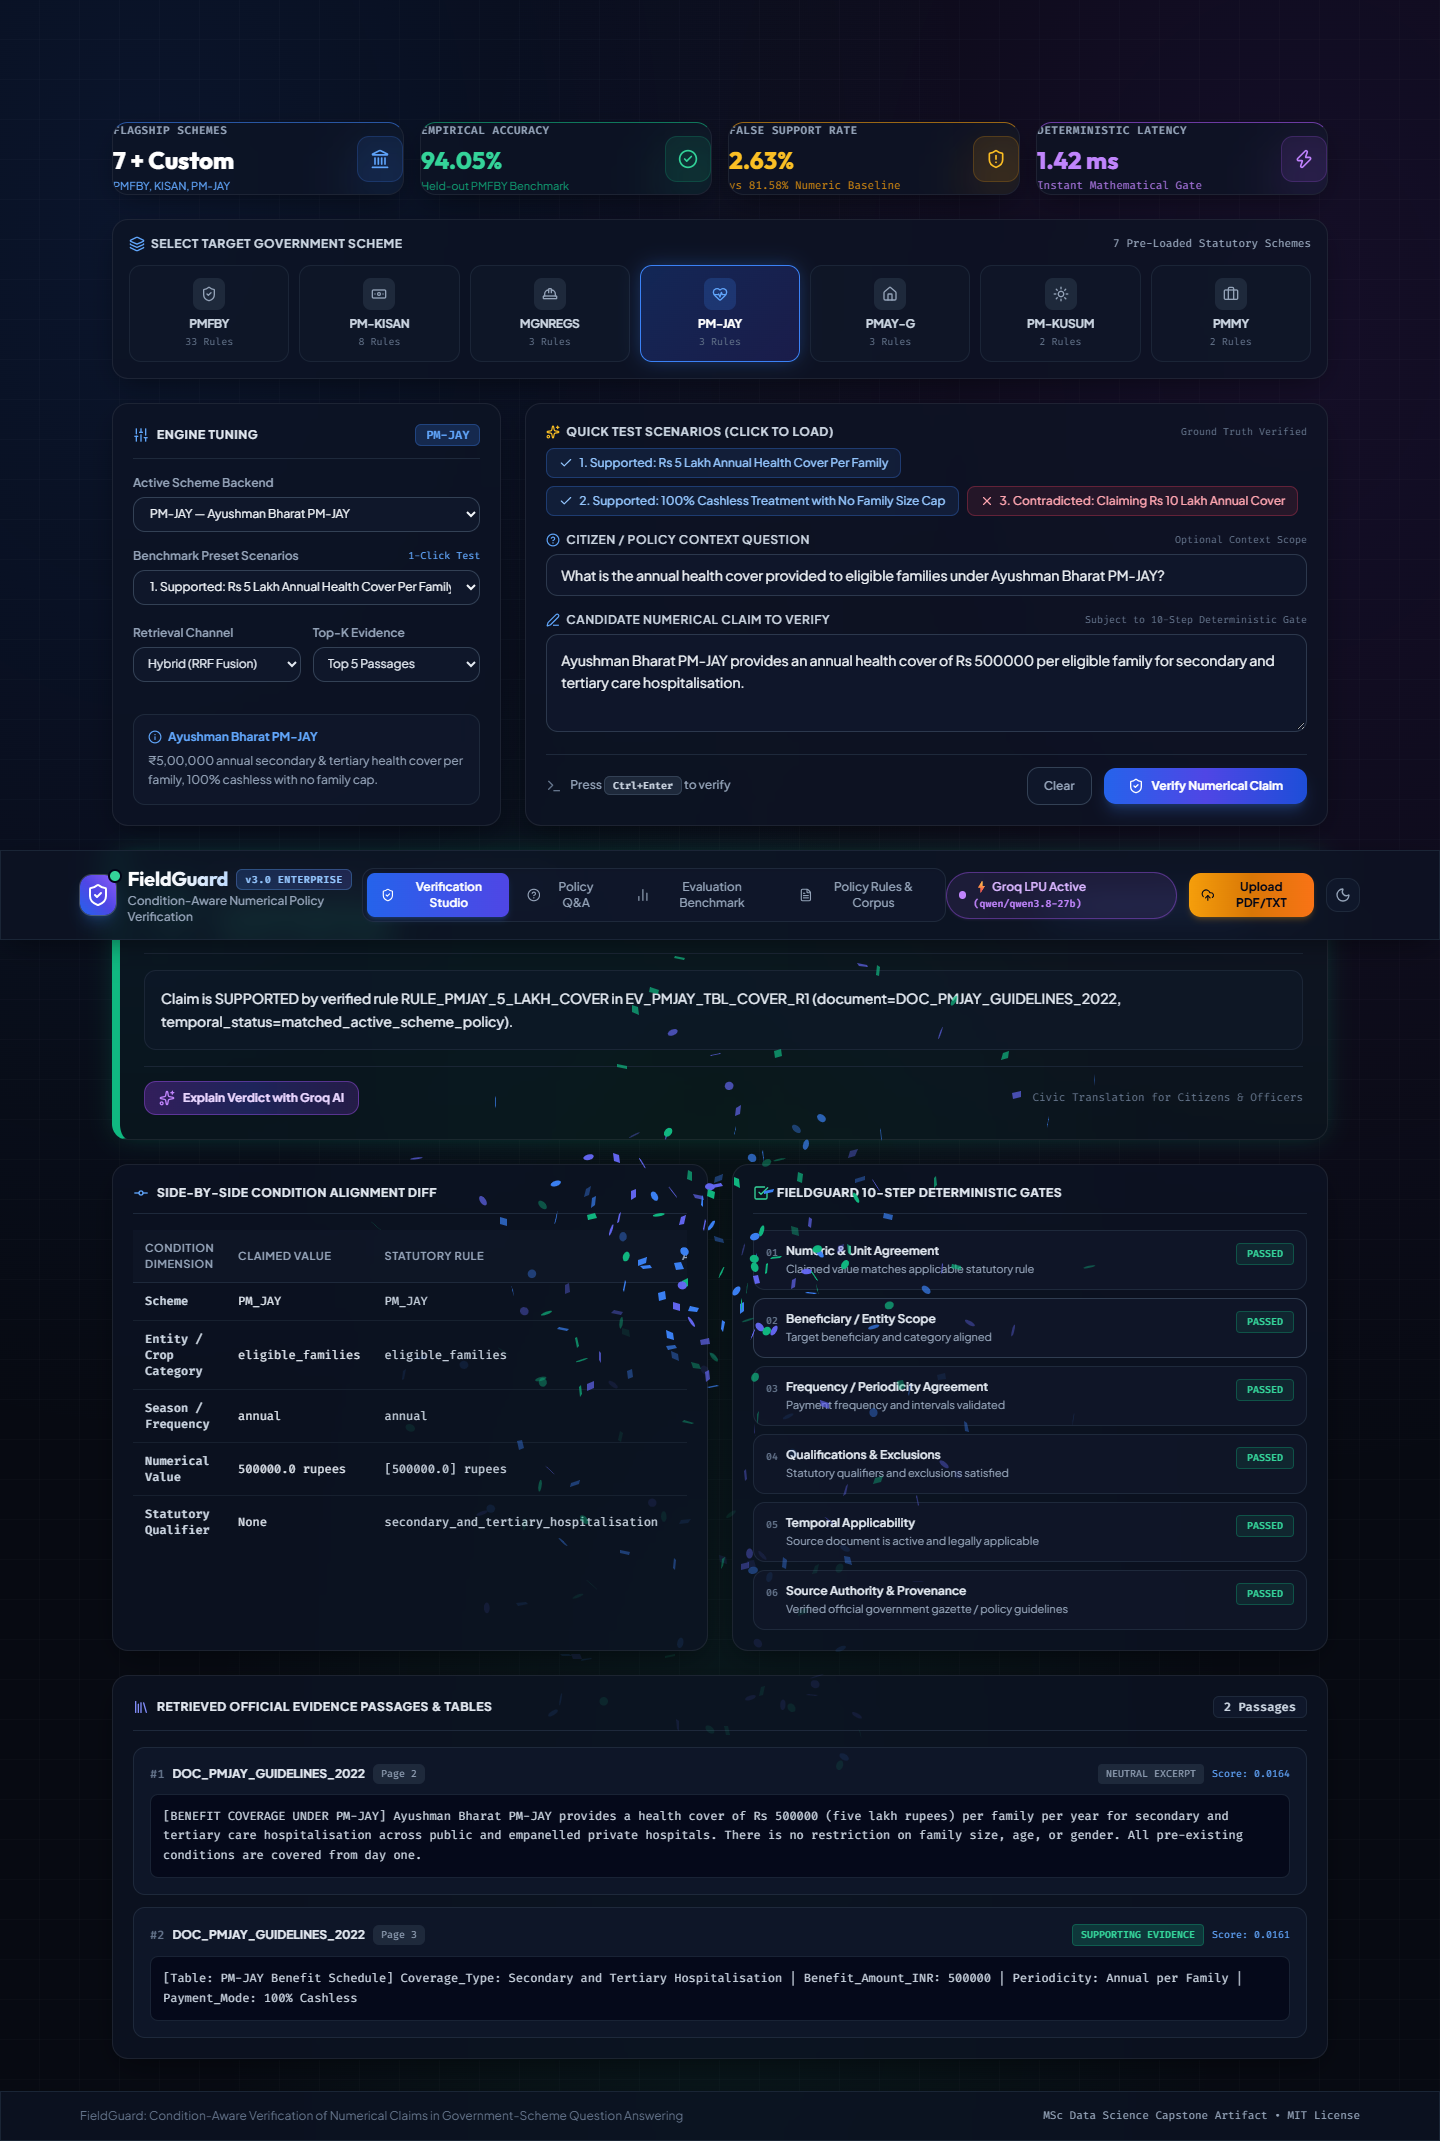 FLAGSHIP SCHEMES
7 + Custom
PMFBY, KISAN, PM-JAY
EMPIRICAL ACCURACY
94.05%
Held-out PMFBY Benchmark
FALSE SUPPORT RATE
2.63%
vs 81.58% Numeric Baseline
DETERMINISTIC LATENCY
1.42 ms
Instant Mathematical Gate
SELECT TARGET GOVERNMENT SCHEME
7 Pre-Loaded Statutory Schemes
PMFBY
33 Rules
PM-KISAN
8 Rules
MGNREGS
3 Rules
PM-JAY
3 Rules
PMAY-G
3 Rules
PM-KUSUM
2 Rules
PMMY
2 Rules
ENGINE TUNING
PM-JAY
Active Scheme Backend
PM-JAY — Ayushman Bharat PM-JAY
Benchmark Preset Scenarios
1-Click Test
1. Supported: Rs 5 Lakh Annual Health Cover Per Family
Retrieval Channel
Top-K Evidence
Hybrid (RRF Fusion)
Top 5 Passages
Ayushman Bharat PM-JAY
₹5,00,000 annual secondary & tertiary health cover per
family, 100% cashless with no family cap.
QUICK TEST SCENARIOS (CLICK TO LOAD)
Ground Truth Verified
1. Supported: Rs 5 Lakh Annual Health Cover Per Family
2. Supported: 100% Cashless Treatment with No Family Size Cap
3. Contradicted: Claiming Rs 10 Lakh Annual Cover
CITIZEN / POLICY CONTEXT QUESTION
Optional Context Scope
What is the annual health cover provided to eligible families under Ayushman Bharat PM-JAY?
CANDIDATE NUMERICAL CLAIM TO VERIFY
Subject to 10-Step Deterministic Gate
Ayushman Bharat PM-JAY provides an annual health cover of Rs 500000 per eligible family for secondary and
tertiary care hospitalisation.
Press Ctrl+Enter to verify
Clear
Verify Numerical Claim
FieldGuard
v3.0 ENTERPRISE
Condition-Aware Numerical Policy
Verification
Verification
Studio
Policy
Q&A
Evaluation
Benchmark
Policy Rules &
Corpus
Groq LPU Active
(qwen/qwen3.8-27b)
Upload
PDF/TXT
Claim is SUPPORTED by verified rule RULE_PMJAY_5_LAKH_COVER in EV_PMJAY_TBL_COVER_R1 (document=DOC_PMJAY_GUIDELINES_2022,
temporal_status=matched_active_scheme_policy).
Explain Verdict with Groq AI
Civic Translation for Citizens & Officers
SIDE-BY-SIDE CONDITION ALIGNMENT DIFF
CONDITION
DIMENSION
CLAIMED VALUE
STATUTORY RULE
Scheme
PM_JAY
PM_JAY
Entity /
Crop
Category
eligible_families
eligible_families
Season /
Frequency
annual
annual
Numerical
Value
500000.0 rupees
[500000.0] rupees
Statutory
Qualifier
None
secondary_and_tertiary_hospitalisation
FIELDGUARD 10-STEP DETERMINISTIC GATES
01
Numeric & Unit Agreement
Claimed value matches applicable statutory rule
PASSED
02
Beneficiary / Entity Scope
Target beneficiary and category aligned
PASSED
03
Frequency / Periodicity Agreement
Payment frequency and intervals validated
PASSED
04
Qualifications & Exclusions
Statutory qualifiers and exclusions satisfied
PASSED
05
Temporal Applicability
Source document is active and legally applicable
PASSED
06
Source Authority & Provenance
Verified official government gazette / policy guidelines
PASSED
RETRIEVED OFFICIAL EVIDENCE PASSAGES & TABLES
2 Passages
#1 DOC_PMJAY_GUIDELINES_2022 Page 2
NEUTRAL EXCERPT Score: 0.0164
[BENEFIT COVERAGE UNDER PM-JAY] Ayushman Bharat PM-JAY provides a health cover of Rs 500000 (five lakh rupees) per family per year for secondary and
tertiary care hospitalisation across public and empanelled private hospitals. There is no restriction on family size, age, or gender. All pre-existing
conditions are covered from day one.
#2 DOC_PMJAY_GUIDELINES_2022 Page 3
SUPPORTING EVIDENCE Score: 0.0161
[Table: PM-JAY Benefit Schedule] Coverage_Type: Secondary and Tertiary Hospitalisation | Benefit_Amount_INR: 500000 | Periodicity: Annual per Family |
Payment_Mode: 100% Cashless
FieldGuard: Condition-Aware Verification of Numerical Claims in Government-Scheme Question Answering
MSc Data Science Capstone Artifact • MIT License